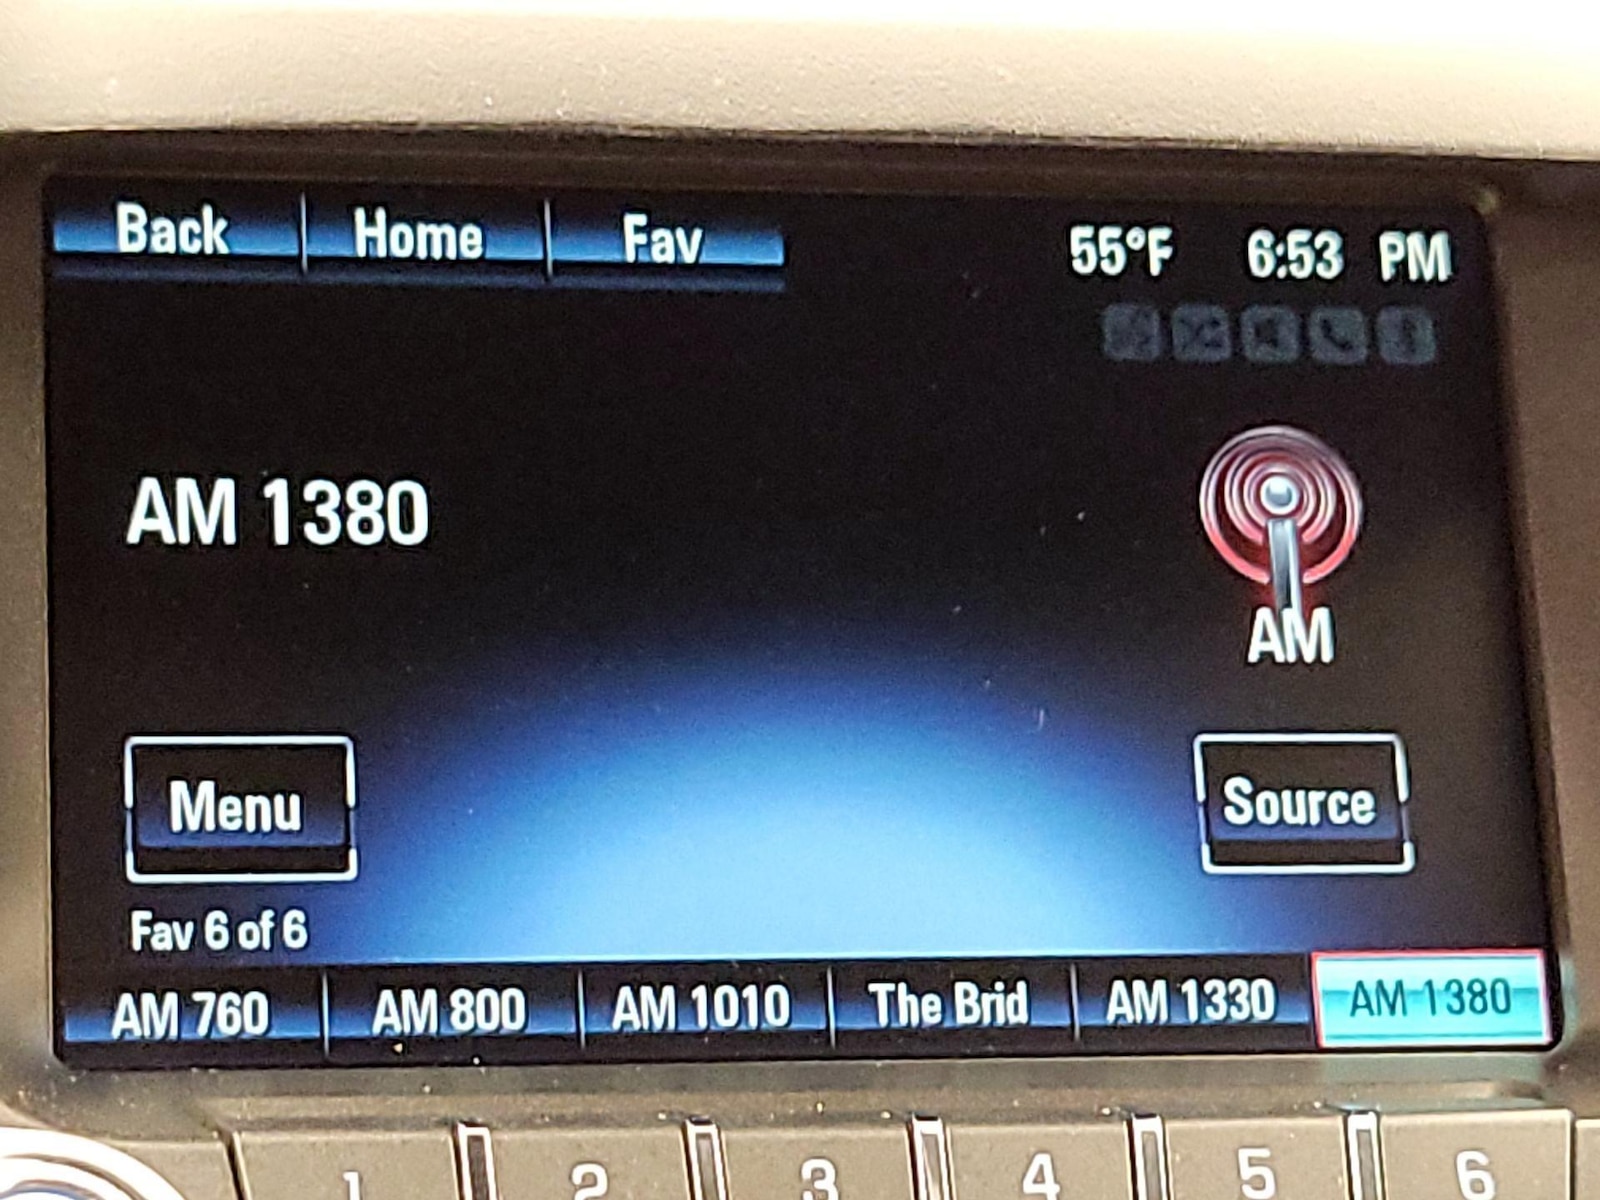 Back Home Fav 55°F 6:53 PM
AM 1380
AM
Menu Source
Fav 6 of 6
AM 760 AM 800 AM 1010 The Brid AM 1330 AM 1380
1 2 3 4 5 6